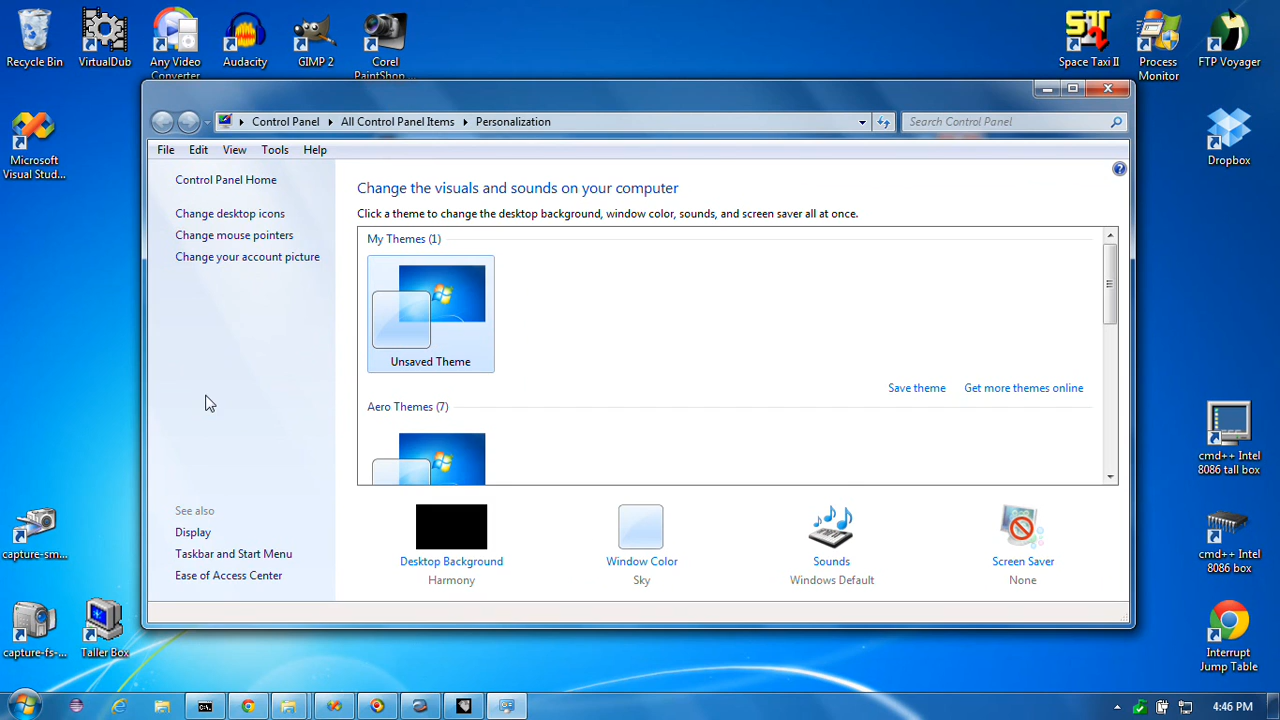 Recycle Bin
VirtualDub
Any Video
Converter
Audacity
GIMP 2
Corel
PaintShop
Space Taxi II
Process
Monitor
FTP Voyager
Microsoft
Visual Stud...
Dropbox
Control Panel
All Control Panel Items
Personalization
Search Control Panel
File
Edit
View
Tools
Help
Control Panel Home
Change desktop icons
Change mouse pointers
Change your account picture
Change the visuals and sounds on your computer
Click a theme to change the desktop background, window color, sounds, and screen saver all at once.
My Themes (1)
Unsaved Theme
Save theme
Get more themes online
Aero Themes (7)
See also
Display
Taskbar and Start Menu
Ease of Access Center
Desktop Background
Harmony
Window Color
Sky
Sounds
Windows Default
Screen Saver
None
cmd++ Intel
8086 tall box
capture-sm...
cmd++ Intel
8086 box
capture-fs-...
Taller Box
Interrupt
Jump Table
4:46 PM